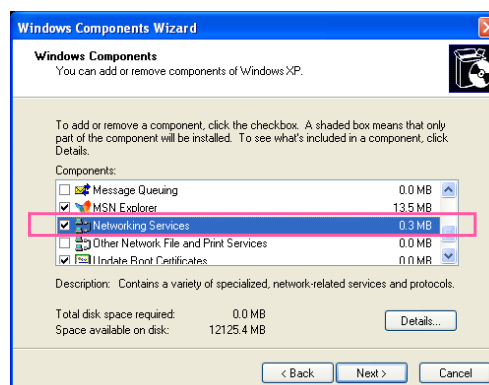 Windows Components Wizard
Windows Components
You can add or remove components of Windows XP.
To add or remove a component, click the checkbox. A shaded box means that only
part of the component will be installed. To see what's included in a component, click
Details.
Components:
Message Queuing 0.0 MB
MSN Explorer 13.5 MB
Networking Services 0.3 MB
Other Network File and Print Services 0.0 MB
Update Root Certificates 0.0 MB
Description: Contains a variety of specialized, network-related services and protocols.
Total disk space required: 0.0 MB
Space available on disk: 12125.4 MB
Details...
< Back Next > Cancel